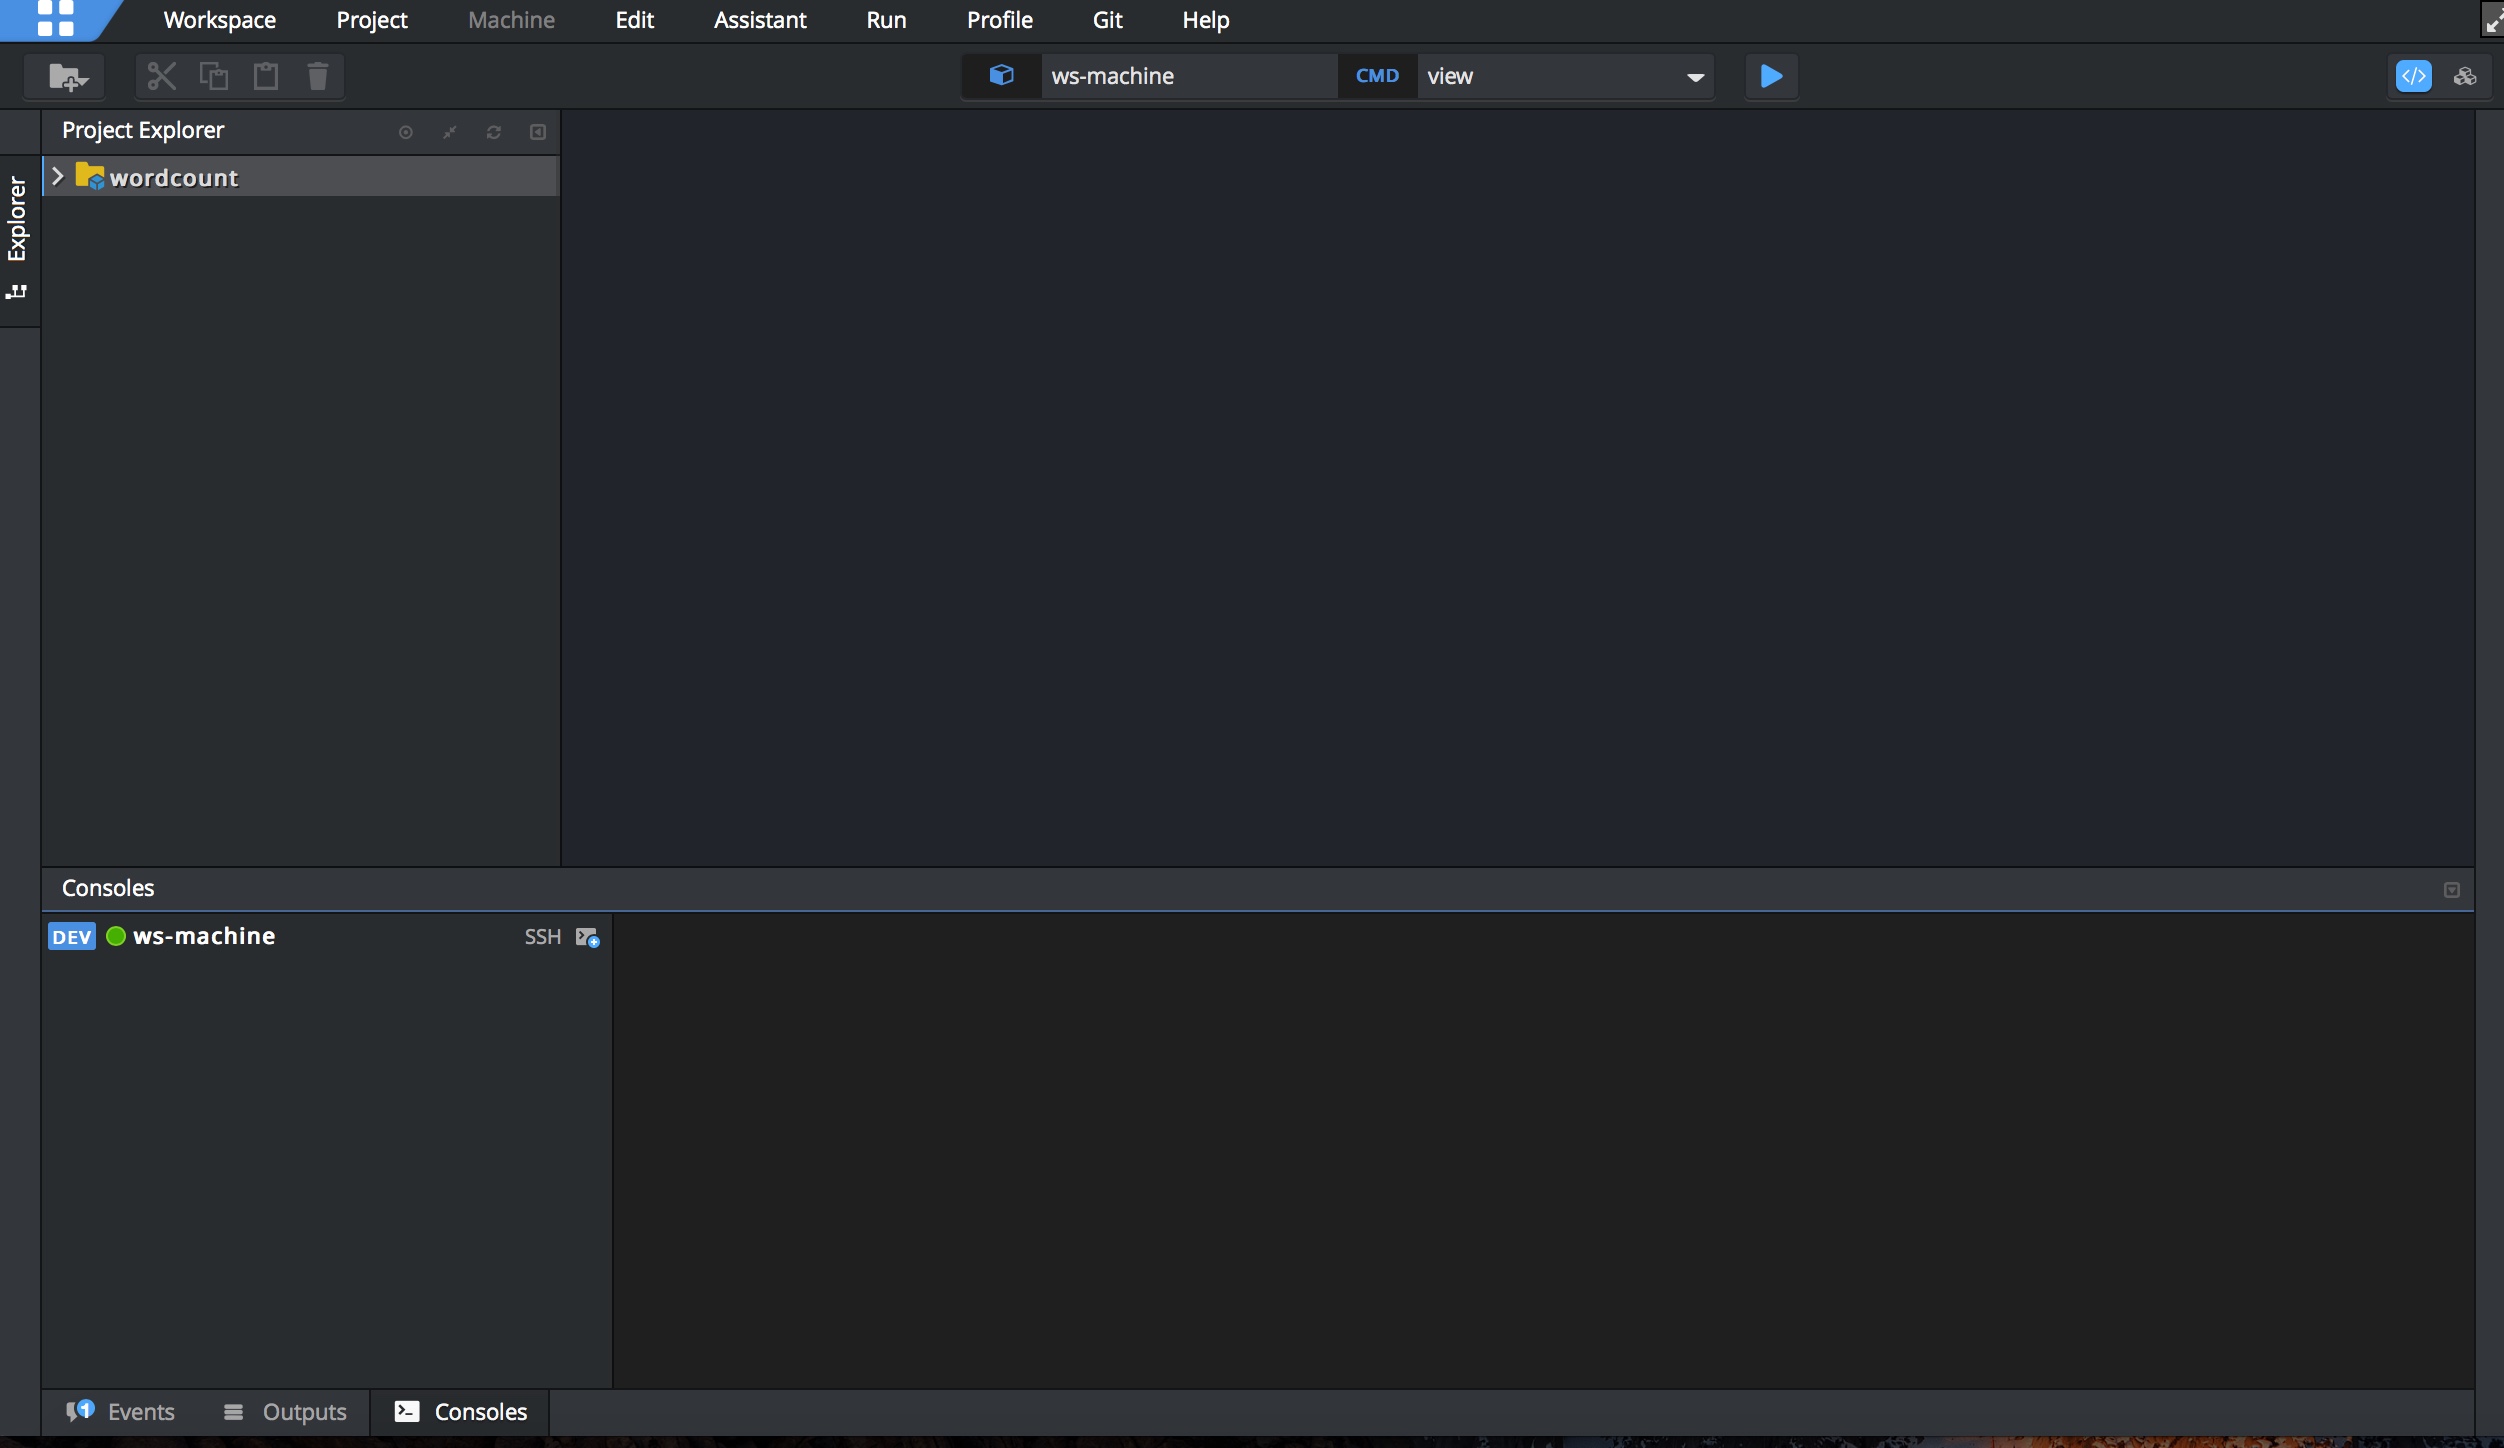 Workspace Project Machine Edit Assistant Run Profile Git Help
ws-machine CMD view
Project Explorer
wordcount
Explorer
Consoles
DEV ws-machine SSH
1 Events Outputs Consoles